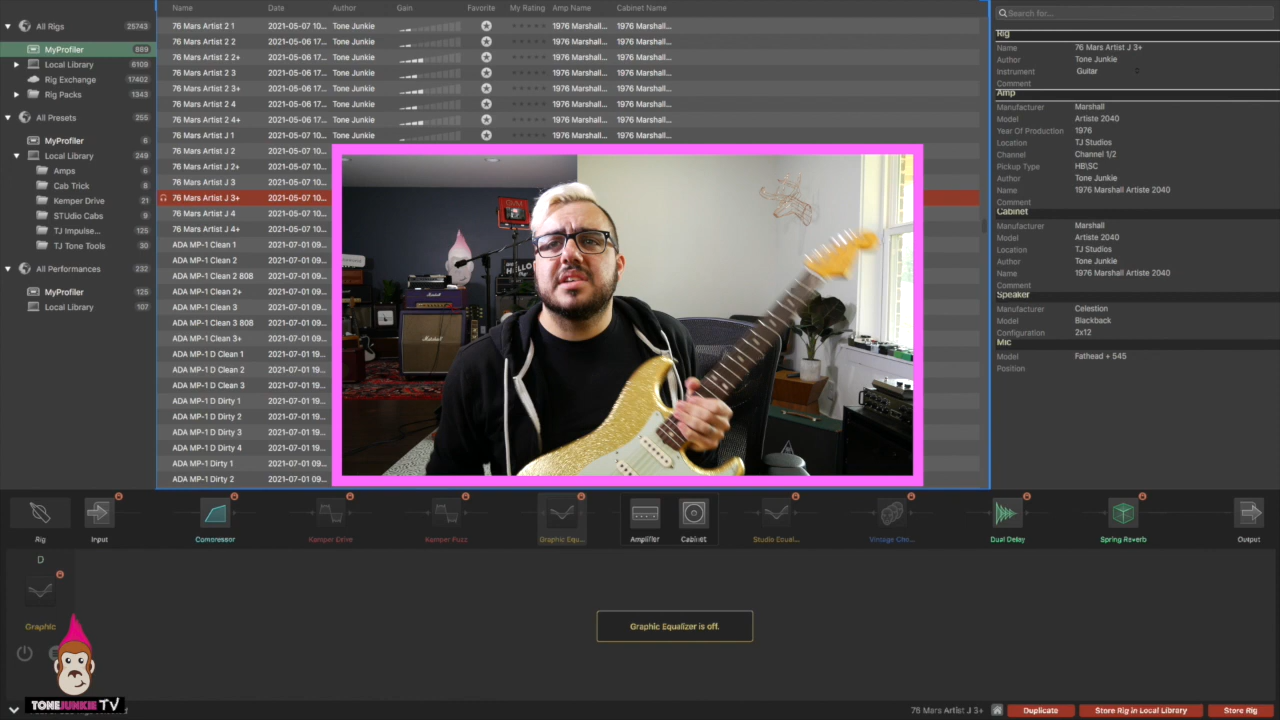 All Rigs 25743
MyProfiler 889
Local Library 6109
Rig Exchange 17402
Rig Packs 1343
All Presets 255
MyProfiler 6
Local Library 249
Amps 8
Cab Trick 8
Kemper Drive 21
STUdio Cabs 9
TJ Impulse... 125
TJ Tone Tools 30
All Performances 232
MyProfiler 125
Local Library 107
Name Date Author Gain Favorite My Rating Amp Name Cabinet Name
76 Mars Artist 2 1 2021-05-07 10... Tone Junkie 1976 Marshall... 1976 Marshall...
76 Mars Artist 2 2 2021-05-06 17... Tone Junkie 1976 Marshall... 1976 Marshall...
76 Mars Artist 2 2+ 2021-05-06 17... Tone Junkie 1976 Marshall... 1976 Marshall...
76 Mars Artist 2 3 2021-05-06 17... Tone Junkie 1976 Marshall... 1976 Marshall...
76 Mars Artist 2 3+ 2021-05-06 17... Tone Junkie 1976 Marshall... 1976 Marshall...
76 Mars Artist 2 4 2021-05-06 17... Tone Junkie 1976 Marshall... 1976 Marshall...
76 Mars Artist 2 4+ 2021-05-06 17... Tone Junkie 1976 Marshall... 1976 Marshall...
76 Mars Artist J 1 2021-05-07 10... Tone Junkie 1976 Marshall... 1976 Marshall...
76 Mars Artist J 2 2021-05-07 10...
76 Mars Artist J 2+ 2021-05-07 10...
76 Mars Artist J 3 2021-05-07 10...
76 Mars Artist J 3+ 2021-05-07 10...
76 Mars Artist J 4 2021-05-07 10...
76 Mars Artist J 4+ 2021-05-07 10...
ADA MP-1 Clean 1 2021-07-01 09...
ADA MP-1 Clean 2 2021-07-01 09...
ADA MP-1 Clean 2 808 2021-07-01 09...
ADA MP-1 Clean 2+ 2021-07-01 09...
ADA MP-1 Clean 3 2021-07-01 09...
ADA MP-1 Clean 3 808 2021-07-01 09...
ADA MP-1 Clean 3+ 2021-07-01 09...
ADA MP-1 D Clean 1 2021-07-01 19...
ADA MP-1 D Clean 2 2021-07-01 19...
ADA MP-1 D Clean 3 2021-07-01 19...
ADA MP-1 D Dirty 1 2021-07-01 19...
ADA MP-1 D Dirty 2 2021-07-01 19...
ADA MP-1 D Dirty 3 2021-07-01 19...
ADA MP-1 D Dirty 4 2021-07-01 19...
ADA MP-1 Dirty 1 2021-07-01 09...
ADA MP-1 Dirty 2 2021-07-01 09...
HELLO
Marshall
Search for...
Rig
Name 76 Mars Artist J 3+
Author Tone Junkie
Instrument Guitar
Comment
Amp
Manufacturer Marshall
Model Artiste 2040
Year Of Production 1976
Location TJ Studios
Channel Channel 1/2
Pickup Type HB\SC
Author Tone Junkie
Name 1976 Marshall Artiste 2040
Comment
Cabinet
Manufacturer Marshall
Model Artiste 2040
Location TJ Studios
Author Tone Junkie
Name 1976 Marshall Artiste 2040
Comment
Speaker
Manufacturer Celestion
Model Blackback
Configuration 2x12
Mic
Model Fathead + 545
Position
Rig Input Compressor Kemper Drive Kemper Fuzz Graphic Equ... Amplifier Cabinet Studio Equal... Vintage Cho... Dual Delay Spring Reverb Output
D
Graphic
Graphic Equalizer is off.
TONEJUNKIE TV
76 Mars Artist J 3+ Duplicate Store Rig in Local Library Store Rig